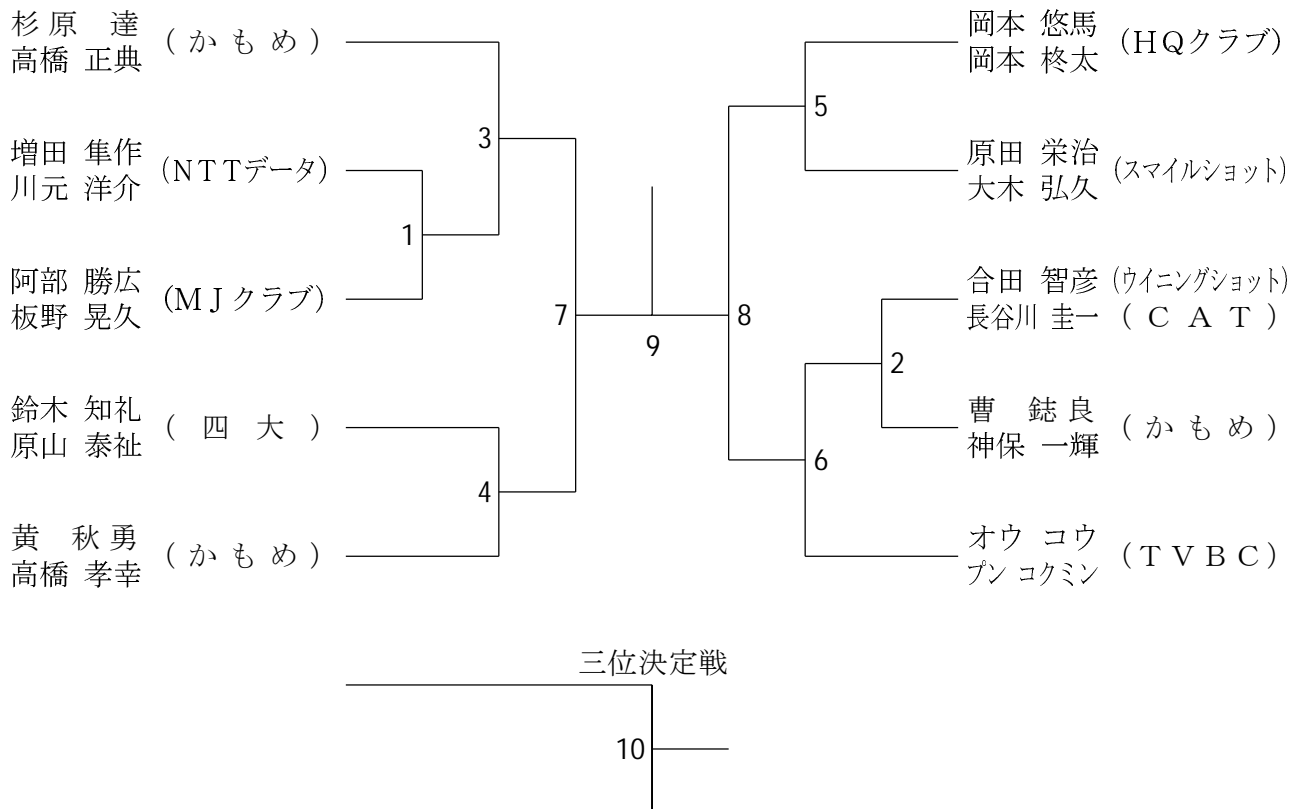 杉原 達
高橋 正典
(かもめ)
増田 隼作
川元 洋介
(NTTデータ)
阿部 勝広
板野 晃久
(MJクラブ)
鈴木 知礼
原山 泰祉
(四大)
黄 秋勇
高橋 孝幸
(かもめ)
1
3
4
7
9
8
5
6
2
岡本 悠馬
岡本 柊太
(HQクラブ)
原田 栄治
大木 弘久
(スマイルショット)
合田 智彦 (ウイニングショット)
長谷川 圭一 (CAT)
曹 鋕良
神保 一輝
(かもめ)
オウ コウ
プン コクミン
(TVBC)
三位決定戦
10